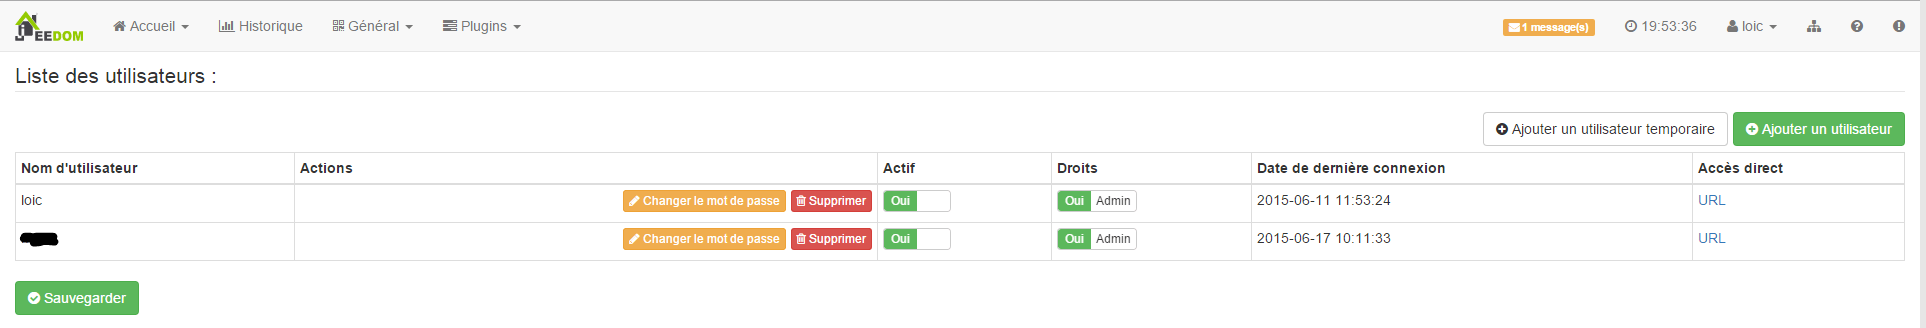 JEEDOM Accueil Historique Général Plugins 1 message(s) 19:53:36 loic
Liste des utilisateurs :
Ajouter un utilisateur temporaire Ajouter un utilisateur
Nom d'utilisateur Actions Actif Droits Date de dernière connexion Accès direct
loic Changer le mot de passe Supprimer Oui Oui Admin 2015-06-11 11:53:24 URL
Changer le mot de passe Supprimer Oui Oui Admin 2015-06-17 10:11:33 URL
Sauvegarder